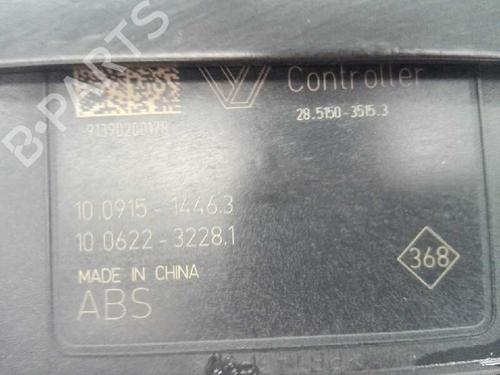 B-PARTS
Controller
28.5150-3515.3
91390200178
10.0915-1446.3
10.0622-3228.1
MADE IN CHINA
368
ABS